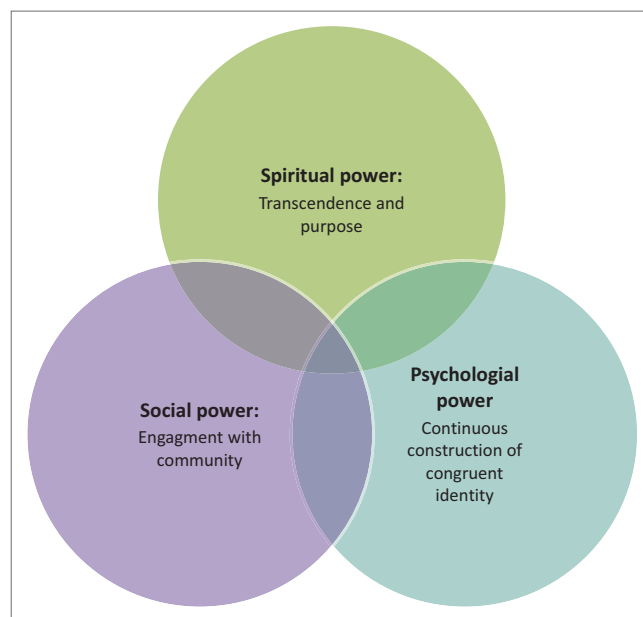 Spiritual power:
Transcendence and
purpose
Social power:
Engagment with
community
Psychologial
power
Continuous
construction of
congruent
identity